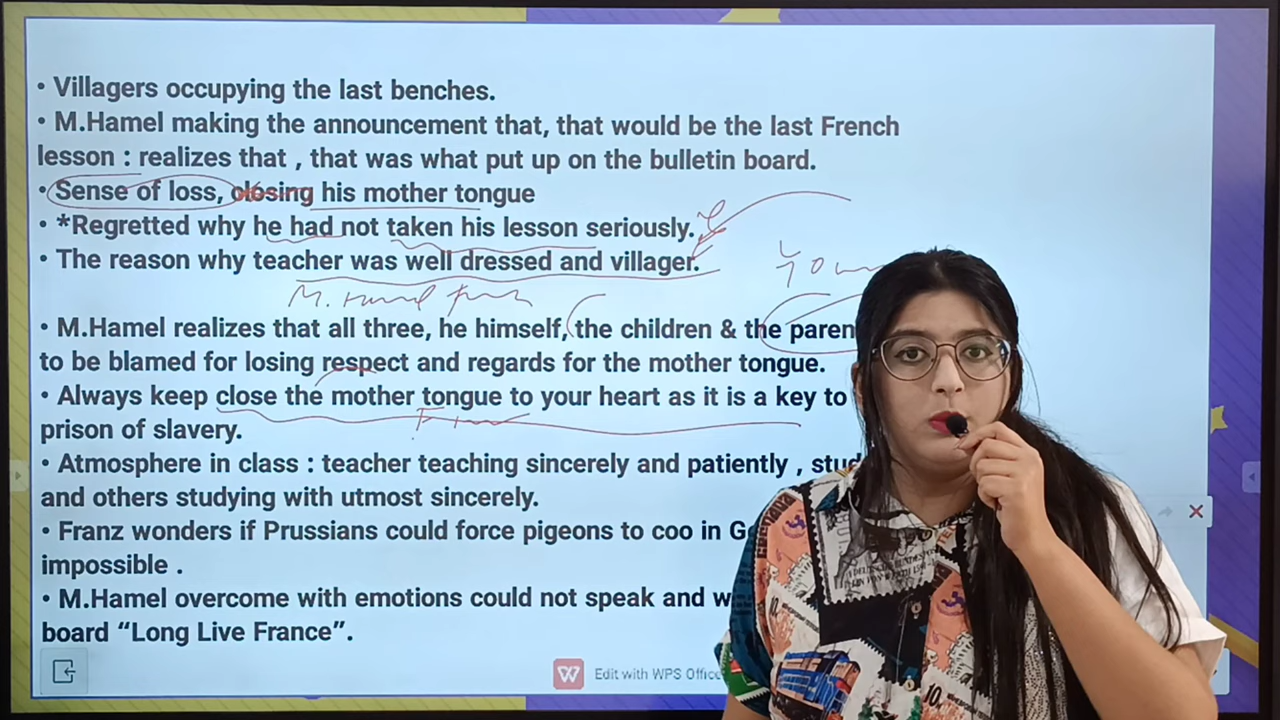 • Villagers occupying the last benches.
• M.Hamel making the announcement that, that would be the last French
lesson : realizes that , that was what put up on the bulletin board.
• Sense of loss, closing his mother tongue
• *Regretted why he had not taken his lesson seriously.
• The reason why teacher was well dressed and villager.
M. Hamel
• M.Hamel realizes that all three, he himself, the children & the paren
to be blamed for losing respect and regards for the mother tongue.
• Always keep close the mother tongue to your heart as it is a key to
prison of slavery.
• Atmosphere in class : teacher teaching sincerely and patiently , stud
and others studying with utmost sincerely.
• Franz wonders if Prussians could force pigeons to coo in G
impossible .
• M.Hamel overcome with emotions could not speak and w
board “Long Live France”.
Edit with WPS Office